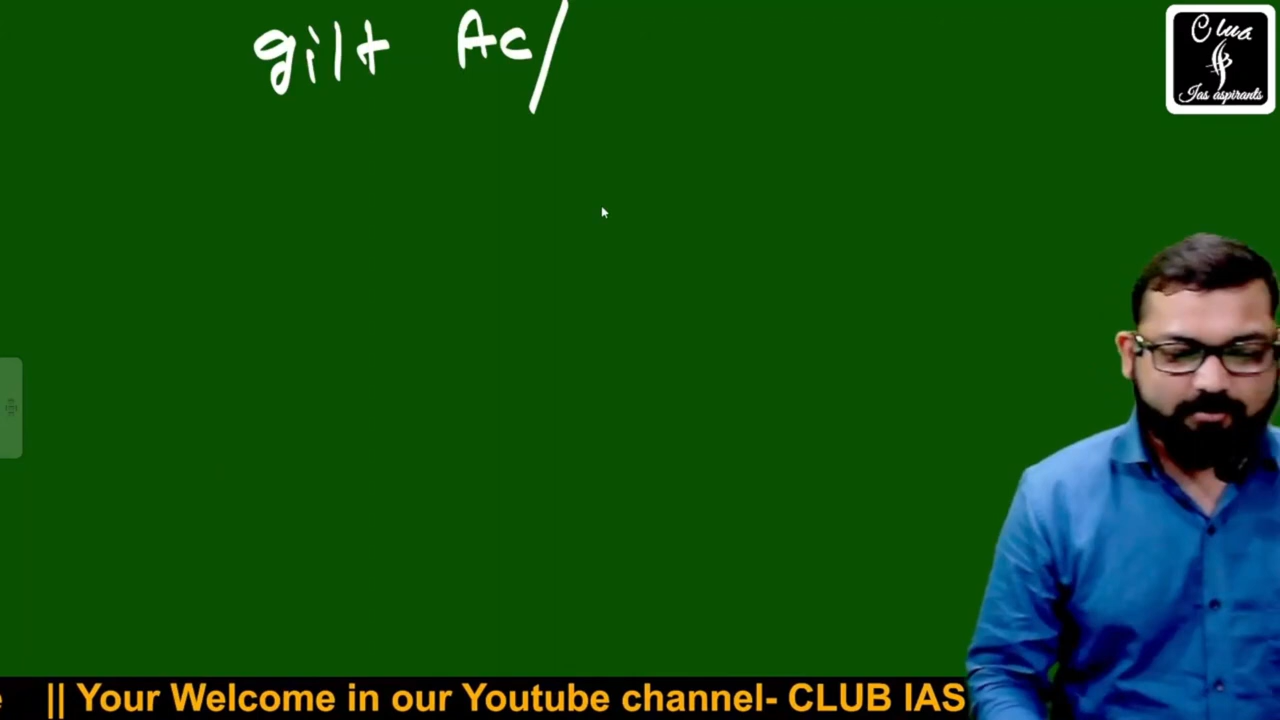 gilt Ac/
Club
Ias aspirants
|| Your Welcome in our Youtube channel- CLUB IAS